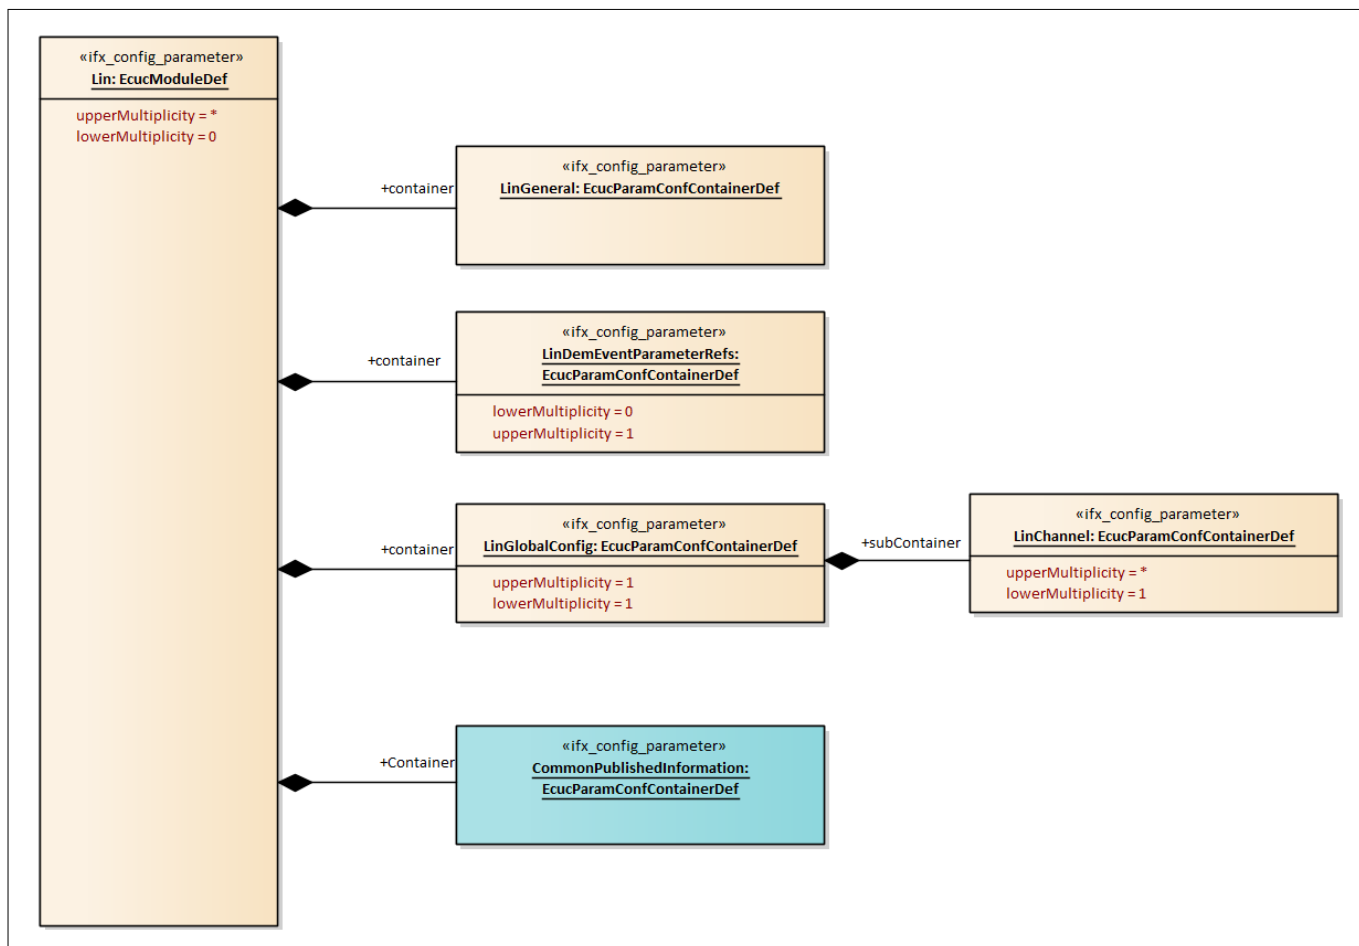 «ifx_config_parameter»
Lin: EcucModuleDef
upperMultiplicity = *
lowerMultiplicity = 0
+container
«ifx_config_parameter»
LinGeneral: EcucParamConfContainerDef
+container
«ifx_config_parameter»
LinDemEventParameterRefs:
EcucParamConfContainerDef
lowerMultiplicity = 0
upperMultiplicity = 1
+container
«ifx_config_parameter»
LinGlobalConfig: EcucParamConfContainerDef
upperMultiplicity = 1
lowerMultiplicity = 1
+subContainer
«ifx_config_parameter»
LinChannel: EcucParamConfContainerDef
upperMultiplicity = *
lowerMultiplicity = 1
+Container
«ifx_config_parameter»
CommonPublishedInformation:
EcucParamConfContainerDef